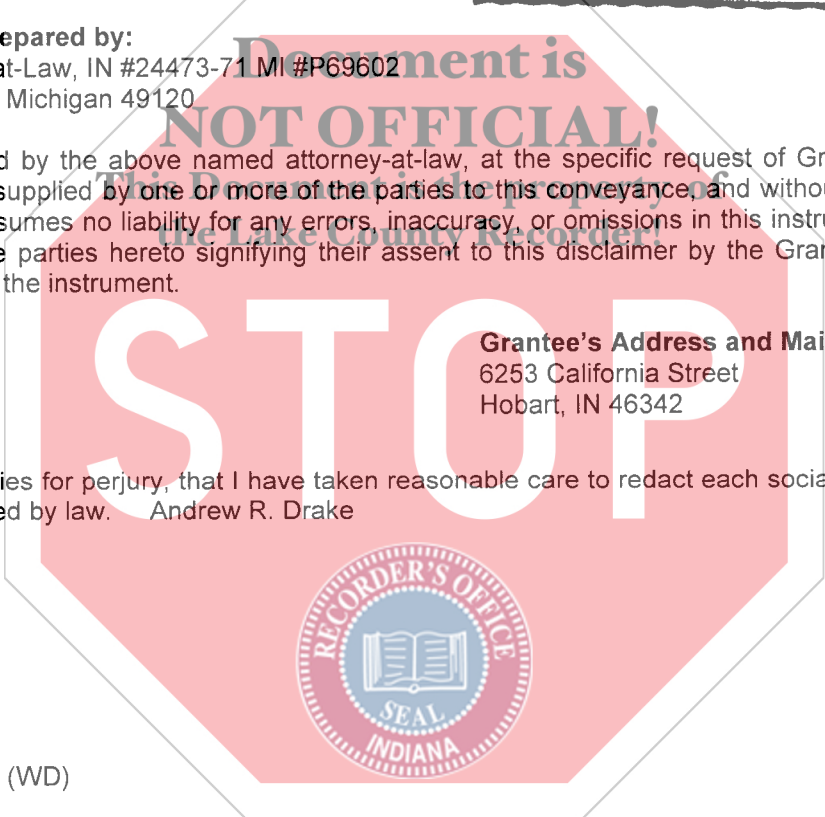 epared by:
at-Law, IN #24473-71 MI #P69602
Michigan 49120
Document is
NOT OFFICIAL!
This Document is the property of
the Lake County Recorder!
d by the above named attorney-at-law, at the specific request of Gr
supplied by one or more of the parties to this conveyance, and withou
sumes no liability for any errors, inaccuracy, or omissions in this instru
e parties hereto signifying their assent to this disclaimer by the Gran
the instrument.
STOP
Grantee's Address and Mai
6253 California Street
Hobart, IN 46342
ies for perjury, that I have taken reasonable care to redact each socia
ed by law. Andrew R. Drake
RECORDER'S OFFICE
SEAL
INDIANA
(WD)